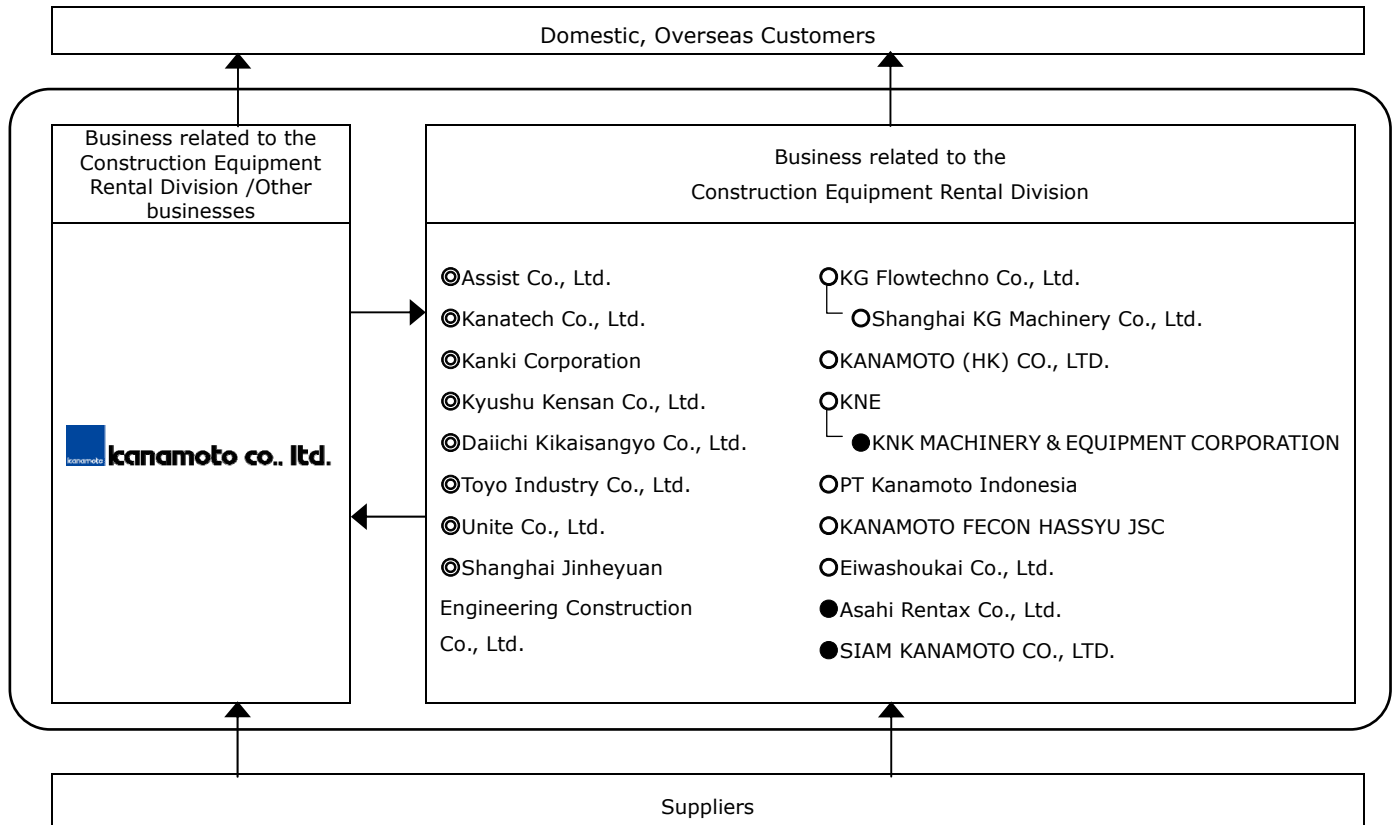 Domestic, Overseas Customers
Business related to the
Construction Equipment
Rental Division /Other
businesses
kanamoto
kanamoto co., ltd.
Business related to the
Construction Equipment Rental Division
◎Assist Co., Ltd.
◎Kanatech Co., Ltd.
◎Kanki Corporation
◎Kyushu Kensan Co., Ltd.
◎Daiichi Kikaisangyo Co., Ltd.
◎Toyo Industry Co., Ltd.
◎Unite Co., Ltd.
◎Shanghai Jinheyuan
Engineering Construction
Co., Ltd.
○KG Flowtechno Co., Ltd.
○Shanghai KG Machinery Co., Ltd.
○KANAMOTO (HK) CO., LTD.
○KNE
●KNK MACHINERY & EQUIPMENT CORPORATION
○PT Kanamoto Indonesia
○KANAMOTO FECON HASSYU JSC
○Eiwashoukai Co., Ltd.
●Asahi Rentax Co., Ltd.
●SIAM KANAMOTO CO., LTD.
Suppliers